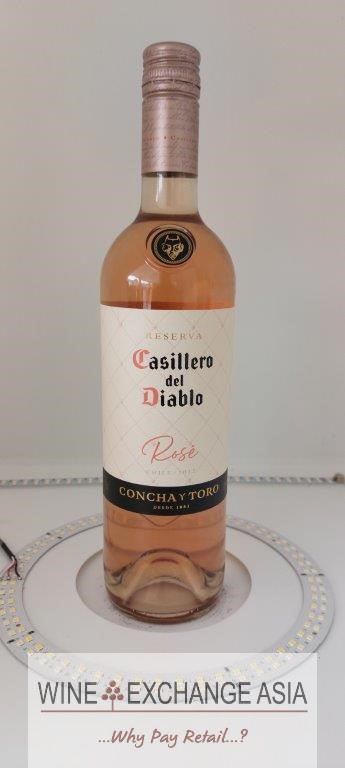 RESERVA
Casillero
del
Diablo
Rosé
CONCHA Y TORO
DESDE 1883
WINE EXCHANGE ASIA
...Why Pay Retail...?